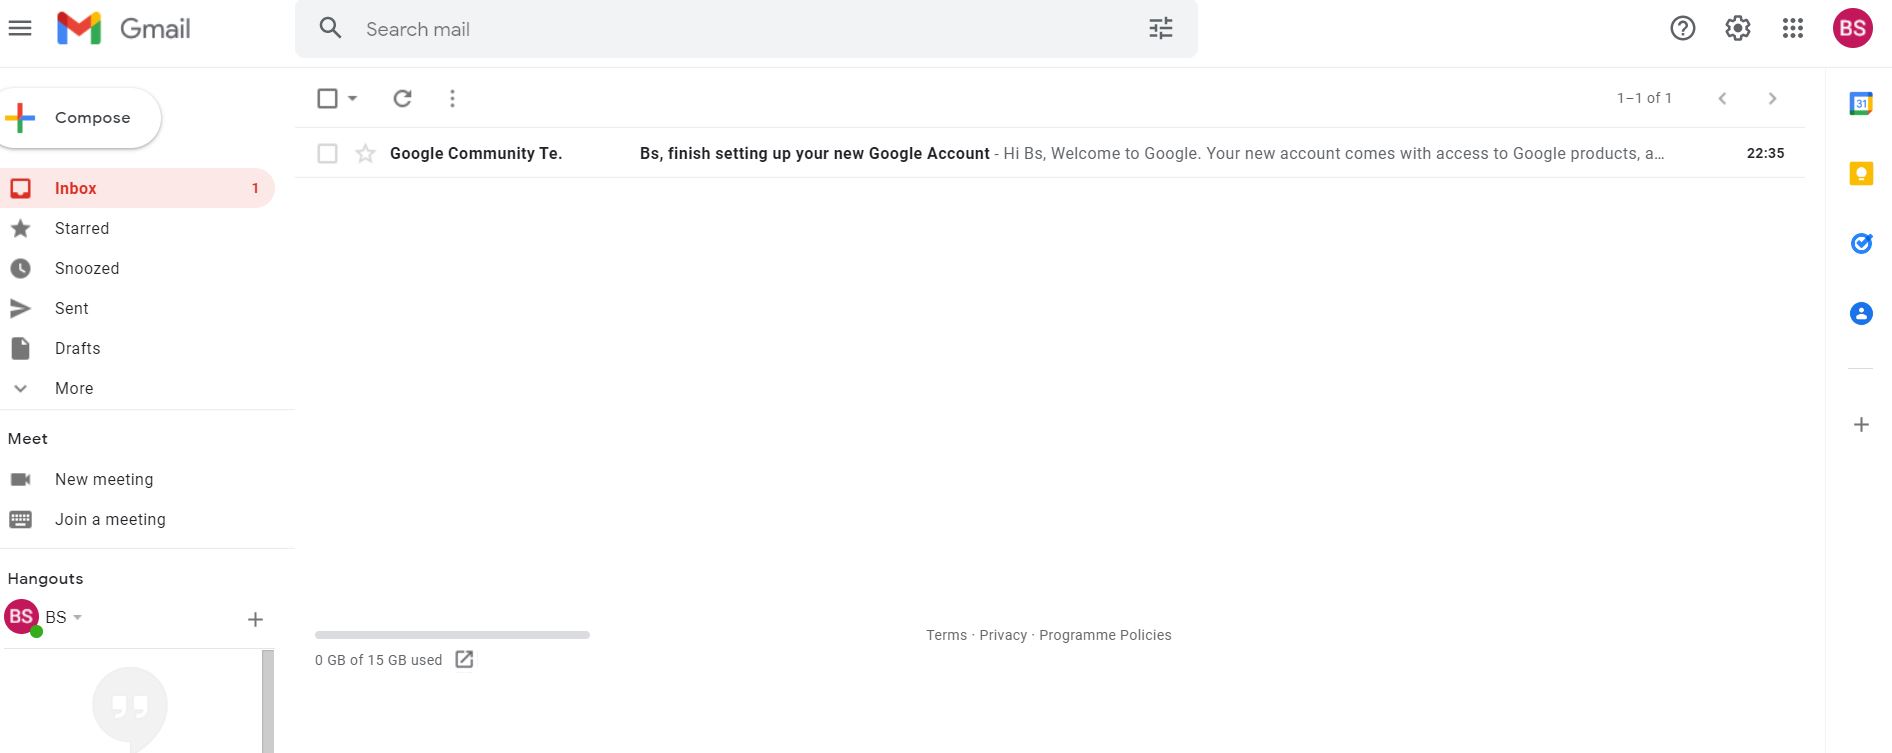 Gmail
Search mail
BS
Compose
1–1 of 1
31
Google Community Te. Bs, finish setting up your new Google Account - Hi Bs, Welcome to Google. Your new account comes with access to Google products, a… 22:35
Inbox 1
Starred
Snoozed
Sent
Drafts
More
Meet
New meeting
Join a meeting
Hangouts
BS BS
Terms · Privacy · Programme Policies
0 GB of 15 GB used